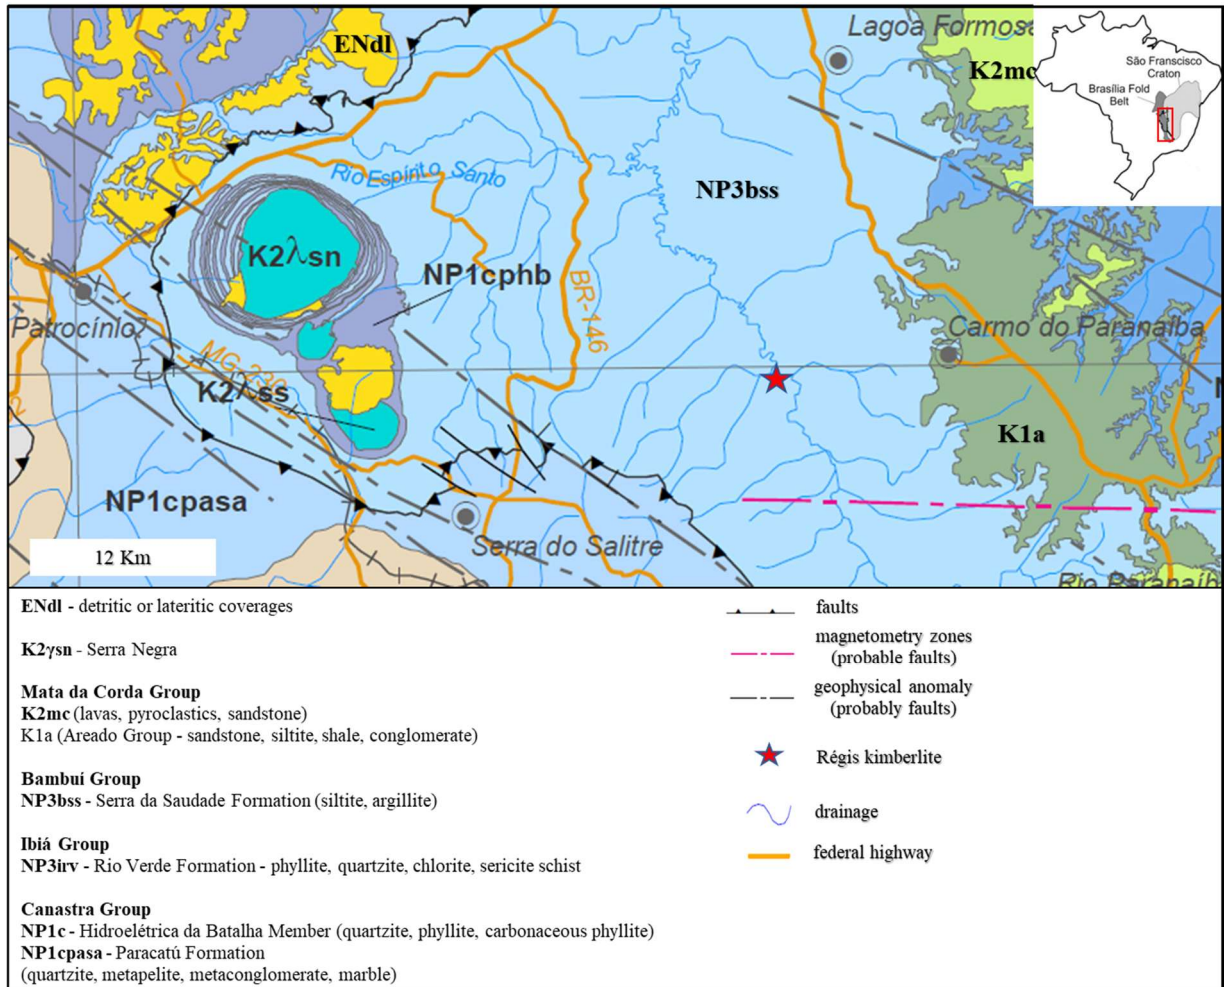 ENdl
Lagoa Formosa
K2mc
São Franscisco
Craton
Brasília Fold
Belt
Rio Espírito Santo
NP3bss
K2λsn
NP1cphb
BR-146
Patrocínio
MG-230
Carmo do Paranaíba
K2λss
K1a
NP1cpasa
Serra do Salitre
12 Km
Rio Paranaíb
ENdl - detritic or lateritic coverages
K2γsn - Serra Negra
Mata da Corda Group
K2mc (lavas, pyroclastics, sandstone)
K1a (Areado Group - sandstone, siltite, shale, conglomerate)
Bambuí Group
NP3bss - Serra da Saudade Formation (siltite, argillite)
Ibiá Group
NP3irv - Rio Verde Formation - phyllite, quartzite, chlorite, sericite schist
Canastra Group
NP1c - Hidroelétrica da Batalha Member (quartzite, phyllite, carbonaceous phyllite)
NP1cpasa - Paracatú Formation
(quartzite, metapelite, metaconglomerate, marble)
faults
magnetometry zones
(probable faults)
geophysical anomaly
(probably faults)
Régis kimberlite
drainage
federal highway